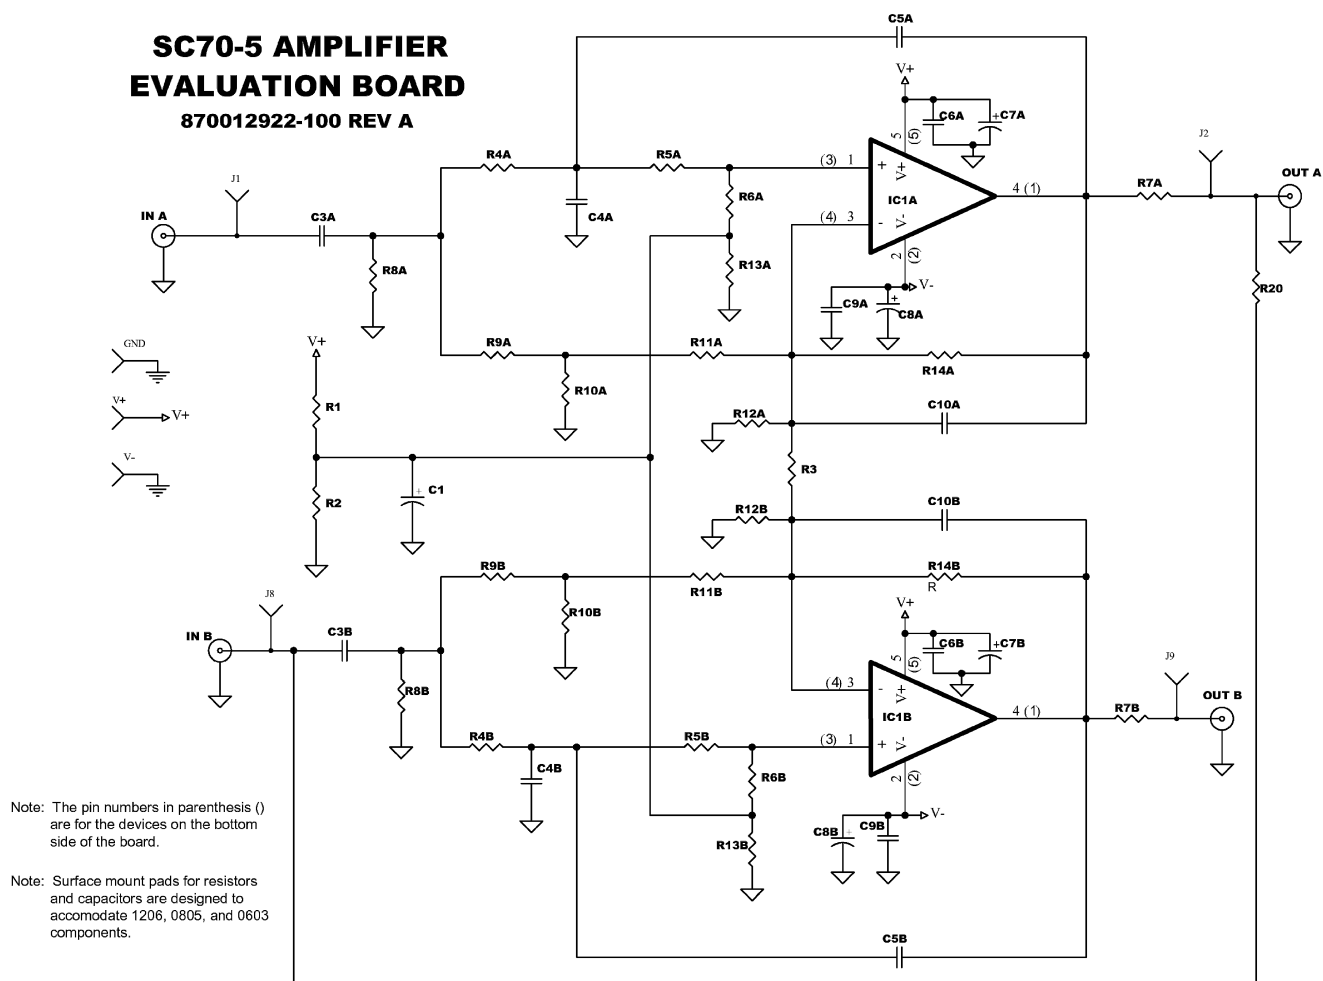 SC70-5 AMPLIFIER
EVALUATION BOARD
870012922-100 REV A
C5A
V+
C6A
+C7A
5
(5)
R4A
R5A
(3) 1
+
V+
J2
OUT A
J1
R6A
IC1A
4 (1)
R7A
IN A
C3A
C4A
(4) 3
-
V-
R8A
R13A
2
(2)
V-
R20
C9A
+
C8A
GND
V+
R9A
R11A
R14A
R10A
V+
V+
R1
R12A
C10A
V-
R3
R2
+
C1
R12B
C10B
R9B
R14B
R11B
R
J8
R10B
V+
IN B
C3B
C6B
+C7B
5
(5)
J9
R8B
(4) 3
-
V+
OUT B
IC1B
4 (1)
R7B
R4B
R5B
(3) 1
+
V-
C4B
R6B
2
(2)
Note: The pin numbers in parenthesis ()
are for the devices on the bottom
side of the board.
V-
C8B
+
C9B
R13B
Note: Surface mount pads for resistors
and capacitors are designed to
accomodate 1206, 0805, and 0603
components.
C5B